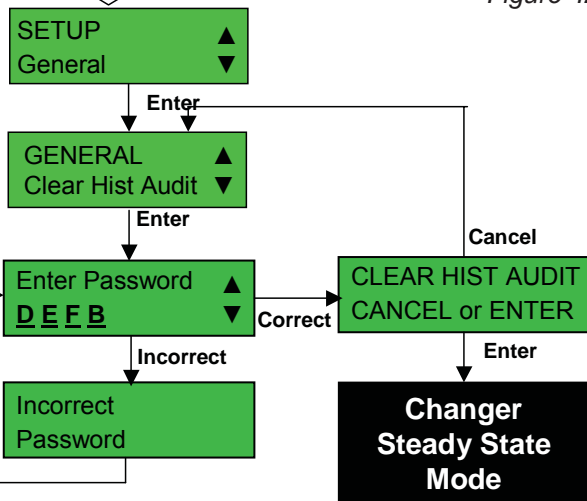 Figure
SETUP
General
Enter
GENERAL
Clear Hist Audit
Enter
Cancel
Enter Password
D E F B
Correct
CLEAR HIST AUDIT
CANCEL or ENTER
Incorrect
Enter
Incorrect
Password
Changer
Steady State
Mode